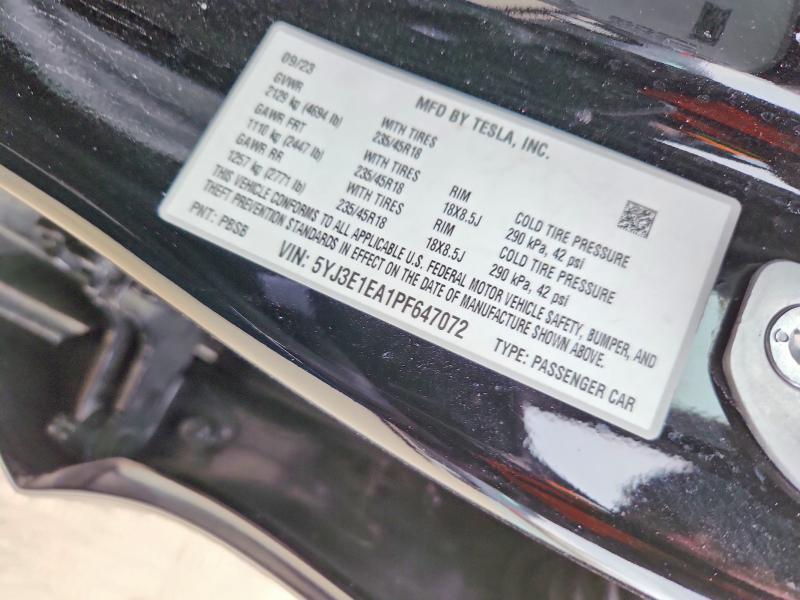 MFD BY TESLA, INC.
09/23
GVWR
2129 kg (4694 lb)
GAWR FRT WITH TIRES RIM COLD TIRE PRESSURE
1110 kg (2447 lb) 235/45R18 18X8.5J 290 kPa, 42 psi
GAWR RR WITH TIRES RIM COLD TIRE PRESSURE
1257 kg (2771 lb) 235/45R18 18X8.5J 290 kPa, 42 psi
WITH TIRES
235/45R18
THIS VEHICLE CONFORMS TO ALL APPLICABLE U.S. FEDERAL MOTOR VEHICLE SAFETY, BUMPER, AND
THEFT PREVENTION STANDARDS IN EFFECT ON THE DATE OF MANUFACTURE SHOWN ABOVE.
PNT: PBSB
VIN: 5YJ3E1EA1PF647072
TYPE: PASSENGER CAR